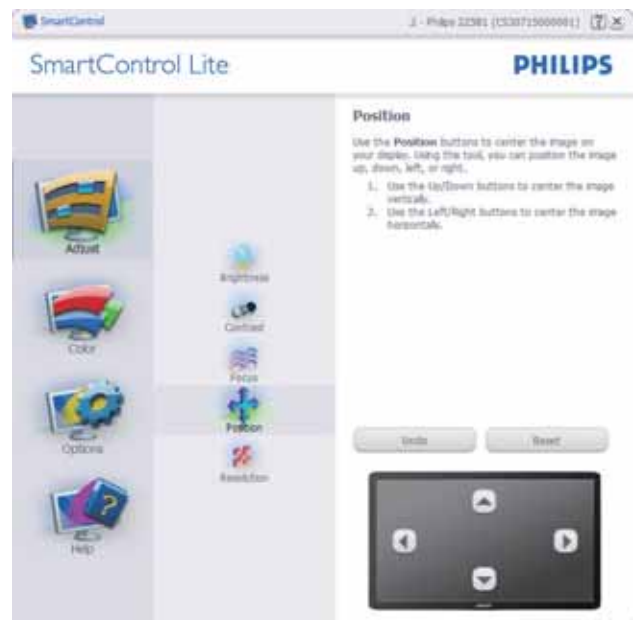 SmartControl
SmartControl Lite
PHILIPS
Adjust
Color
Options
Help
Brightness
Contrast
Focus
Position
Resolution
Position
Use the Position buttons to center the image on
your display. Using the tool, you can position the image
up, down, left, or right.
1. Use the Up/Down buttons to center the image
vertically.
2. Use the Left/Right buttons to center the image
horizontally.
Undo
Reset